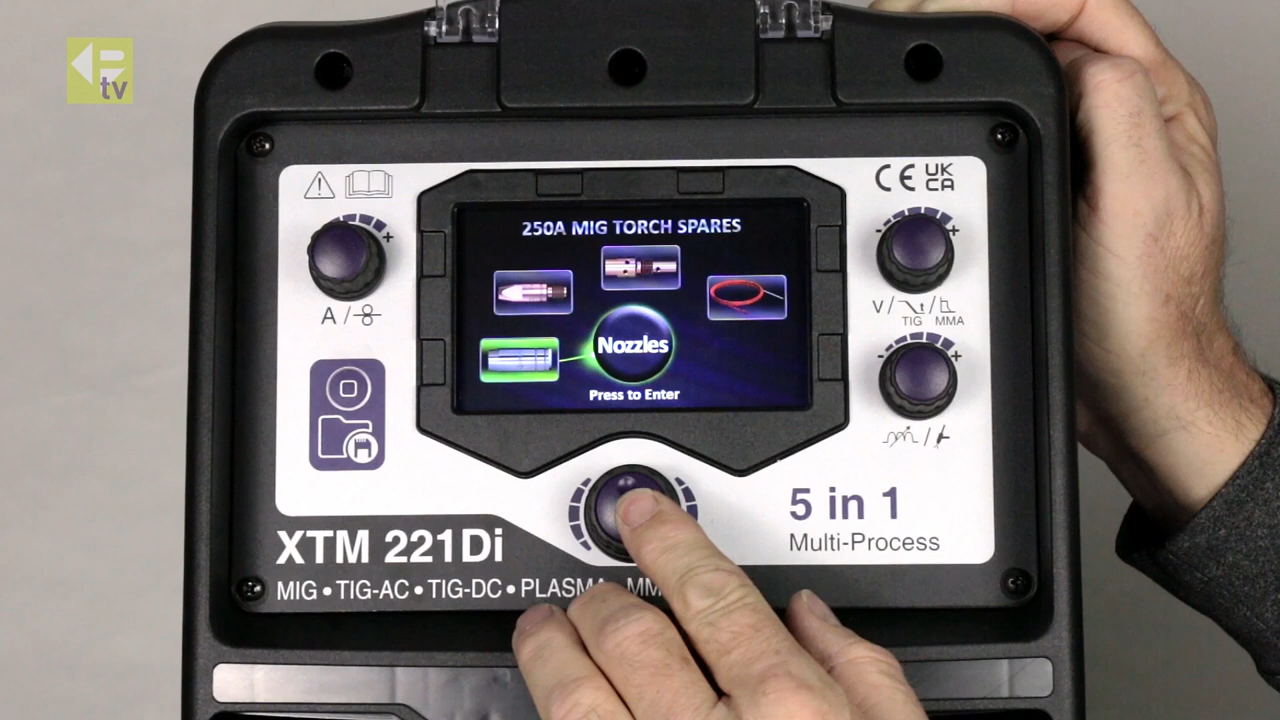 tv
CE UK
CA
250A MIG TORCH SPARES
Nozzles
Press to Enter
+
A /
- +
V / t /
TIG MMA
- +
/
5 in 1
Multi-Process
XTM 221Di
MIG • TIG-AC • TIG-DC • PLASMA